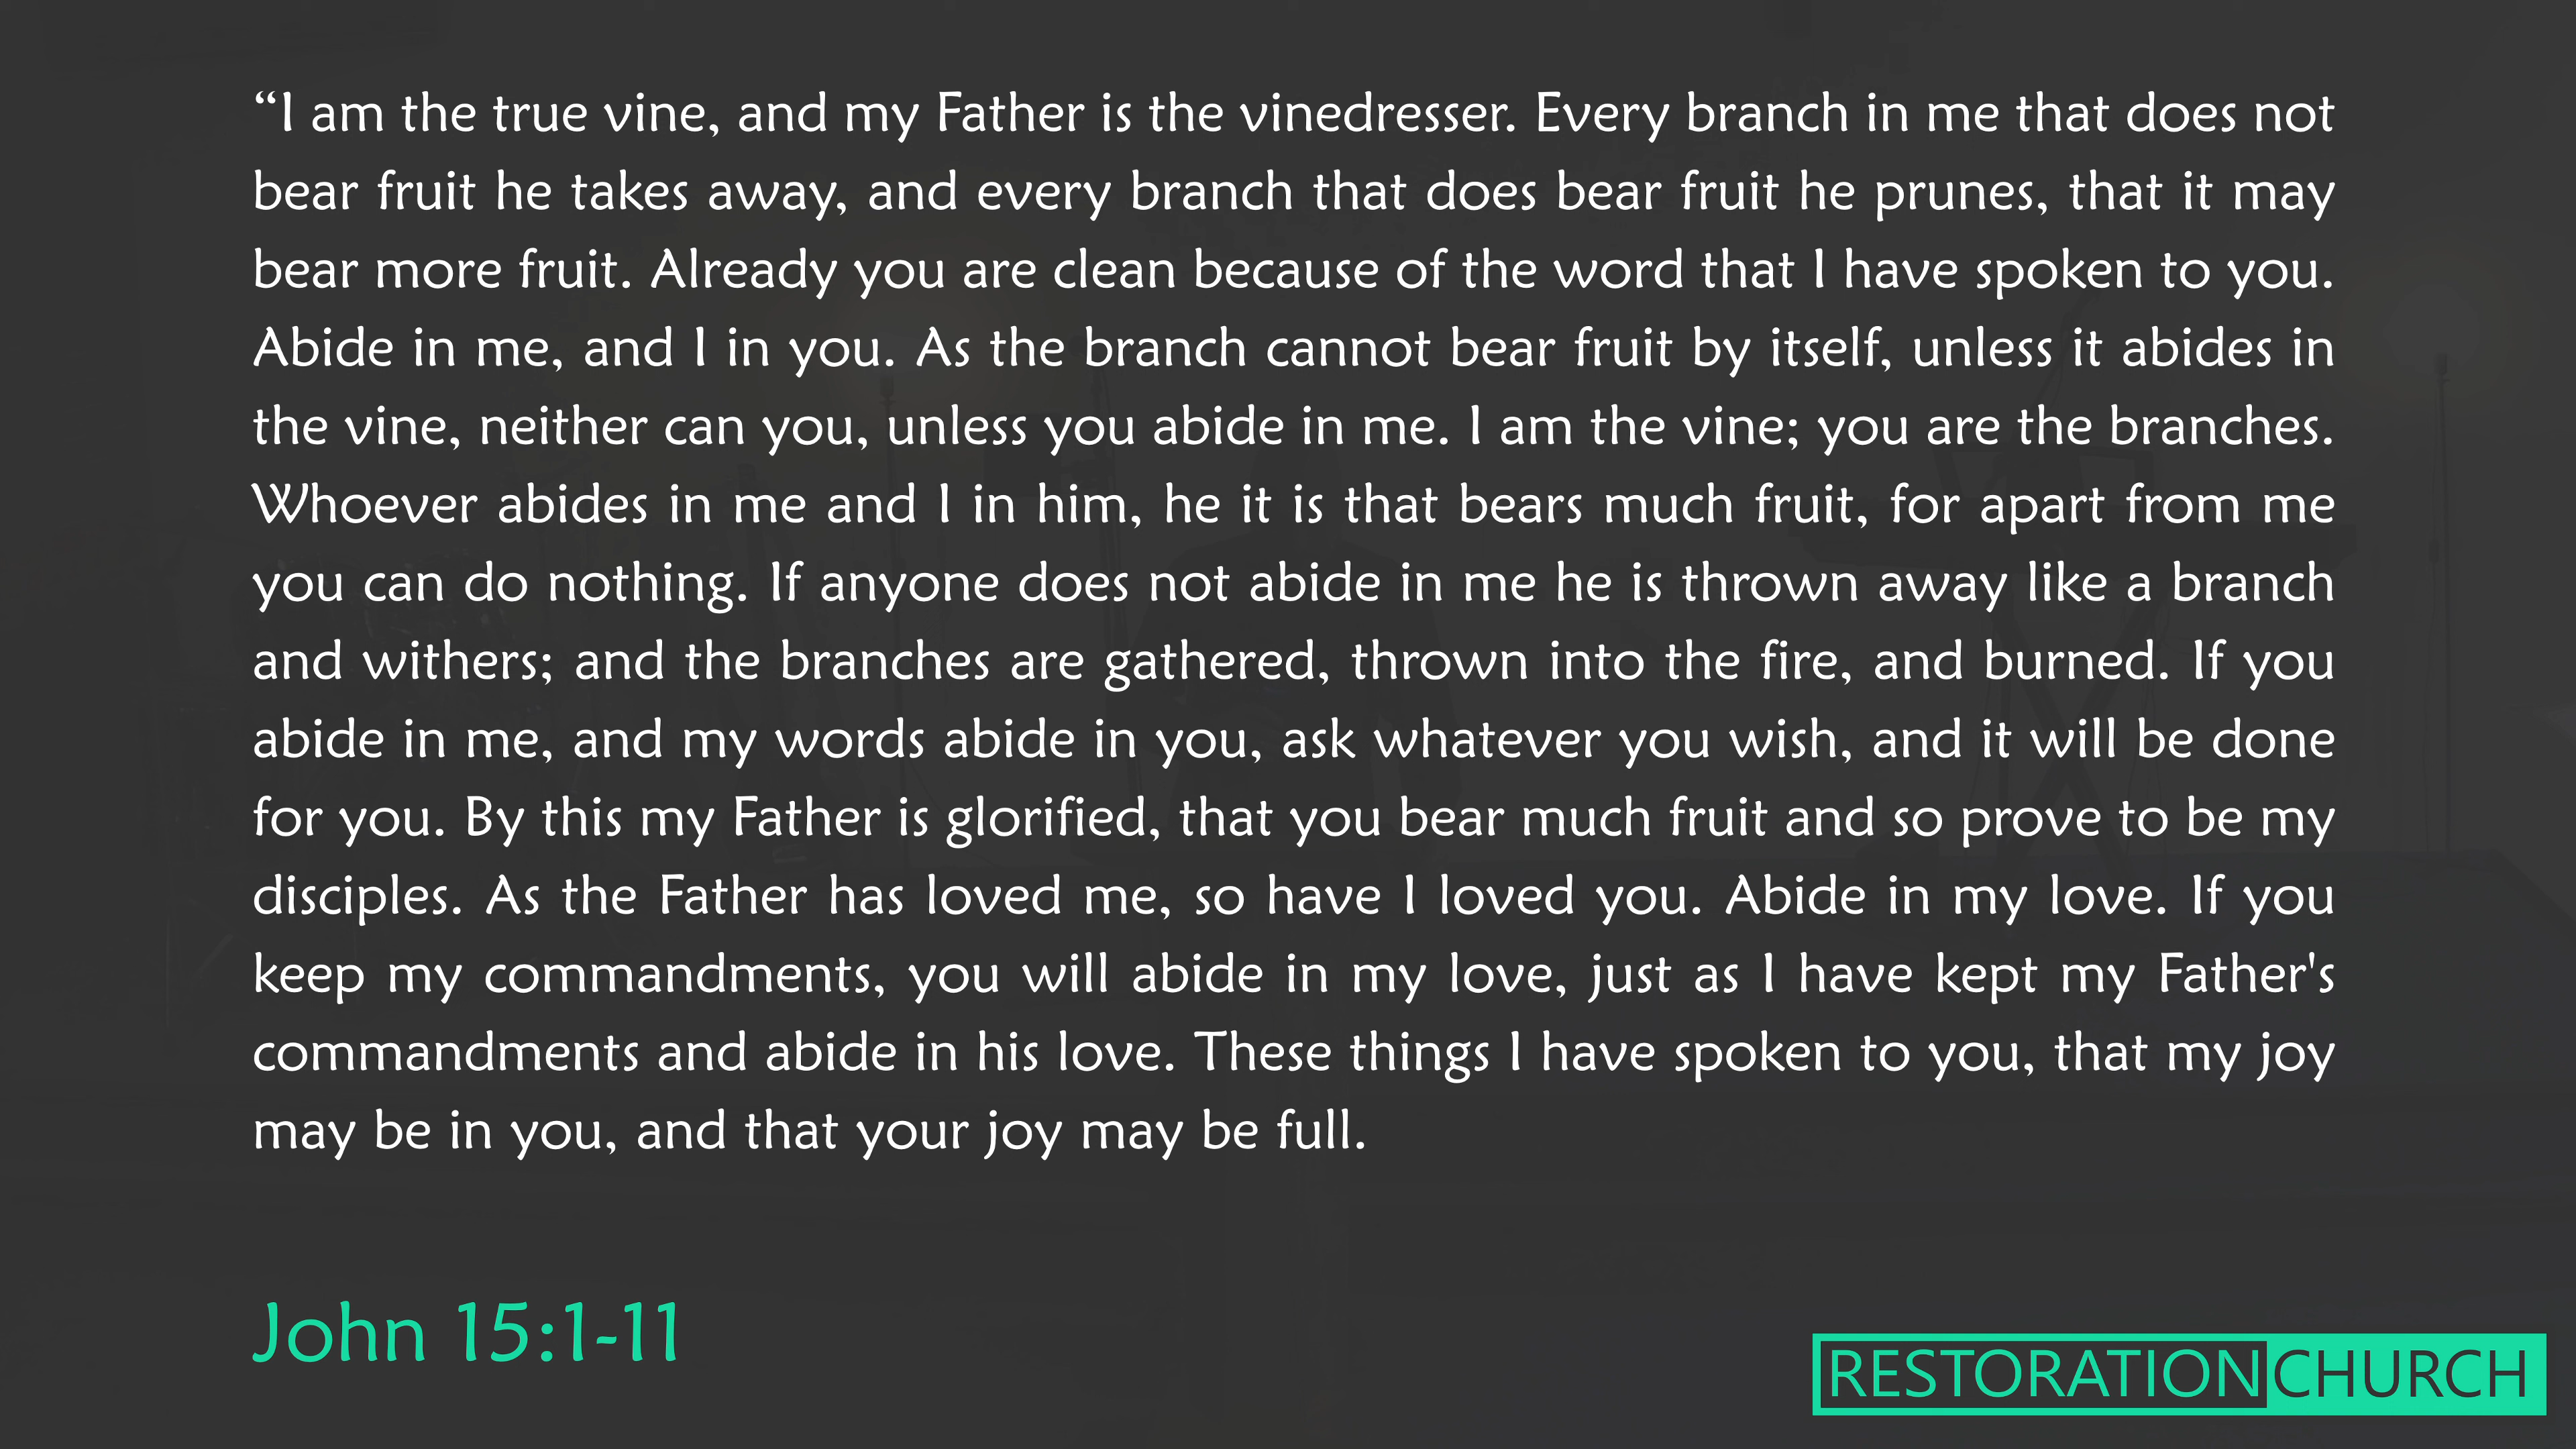 “I am the true vine, and my Father is the vinedresser. Every branch in me that does not
bear fruit he takes away, and every branch that does bear fruit he prunes, that it may
bear more fruit. Already you are clean because of the word that I have spoken to you.
Abide in me, and I in you. As the branch cannot bear fruit by itself, unless it abides in
the vine, neither can you, unless you abide in me. I am the vine; you are the branches.
Whoever abides in me and I in him, he it is that bears much fruit, for apart from me
you can do nothing. If anyone does not abide in me he is thrown away like a branch
and withers; and the branches are gathered, thrown into the fire, and burned. If you
abide in me, and my words abide in you, ask whatever you wish, and it will be done
for you. By this my Father is glorified, that you bear much fruit and so prove to be my
disciples. As the Father has loved me, so have I loved you. Abide in my love. If you
keep my commandments, you will abide in my love, just as I have kept my Father's
commandments and abide in his love. These things I have spoken to you, that my joy
may be in you, and that your joy may be full.
John 15:1-11
RESTORATIONCHURCH